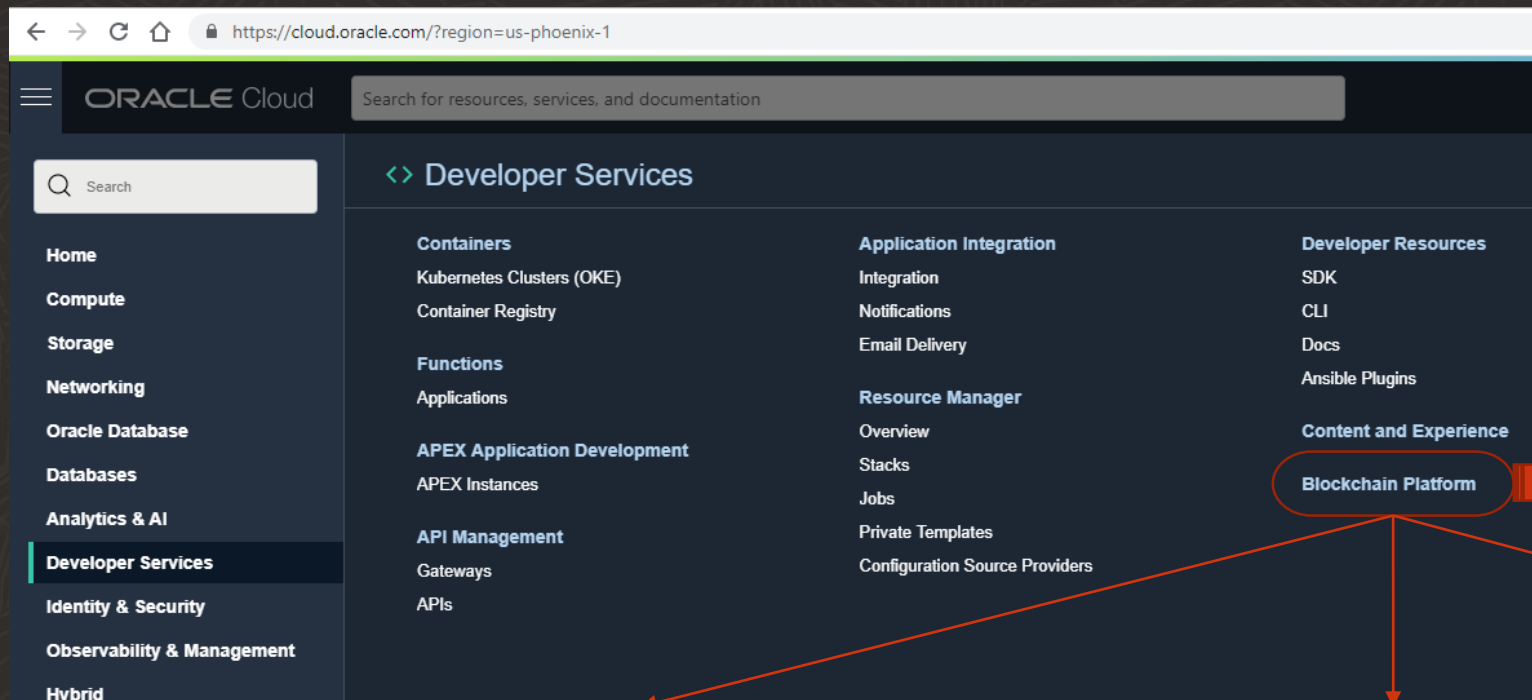 https://cloud.oracle.com/?region=us-phoenix-1
ORACLE Cloud
Search for resources, services, and documentation
Search
Home
Compute
Storage
Networking
Oracle Database
Databases
Analytics & AI
Developer Services
Identity & Security
Observability & Management
Hybrid
<> Developer Services
Containers
Kubernetes Clusters (OKE)
Container Registry
Functions
Applications
APEX Application Development
APEX Instances
API Management
Gateways
APIs
Application Integration
Integration
Notifications
Email Delivery
Resource Manager
Overview
Stacks
Jobs
Private Templates
Configuration Source Providers
Developer Resources
SDK
CLI
Docs
Ansible Plugins
Content and Experience
Blockchain Platform